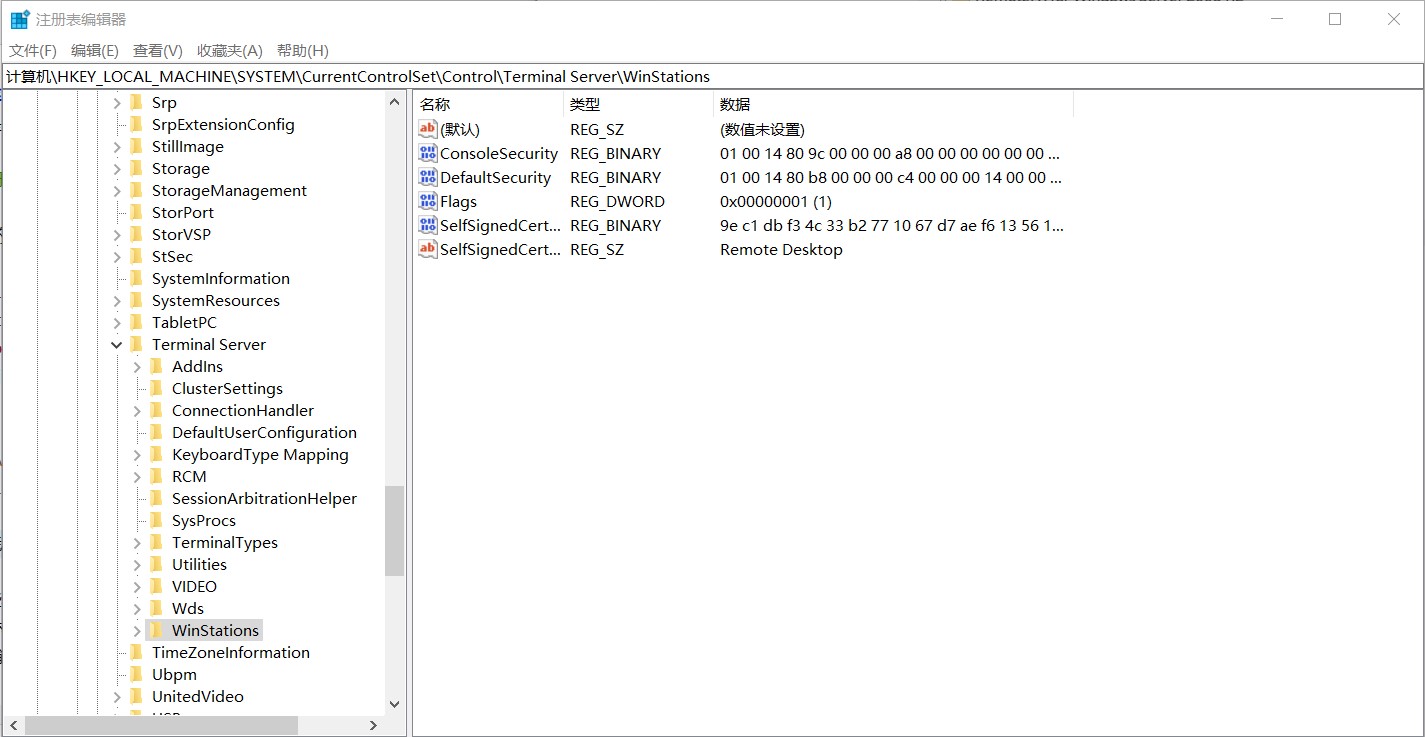 注册表编辑器
文件(F) 编辑(E) 查看(V) 收藏夹(A) 帮助(H)
计算机\HKEY_LOCAL_MACHINE\SYSTEM\CurrentControlSet\Control\Terminal Server\WinStations
Srp
SrpExtensionConfig
StillImage
Storage
StorageManagement
StorPort
StorVSP
StSec
SystemInformation
SystemResources
TabletPC
Terminal Server
AddIns
ClusterSettings
ConnectionHandler
DefaultUserConfiguration
KeyboardType Mapping
RCM
SessionArbitrationHelper
SysProcs
TerminalTypes
Utilities
VIDEO
Wds
WinStations
TimeZoneInformation
Ubpm
UnitedVideo
名称 类型 数据
(默认) REG_SZ (数值未设置)
ConsoleSecurity REG_BINARY 01 00 14 80 9c 00 00 00 a8 00 00 00 00 00 00 ...
DefaultSecurity REG_BINARY 01 00 14 80 b8 00 00 00 c4 00 00 00 14 00 00 ...
Flags REG_DWORD 0x00000001 (1)
SelfSignedCert... REG_BINARY 9e c1 db f3 4c 33 b2 77 10 67 d7 ae f6 13 56 1...
SelfSignedCert... REG_SZ Remote Desktop